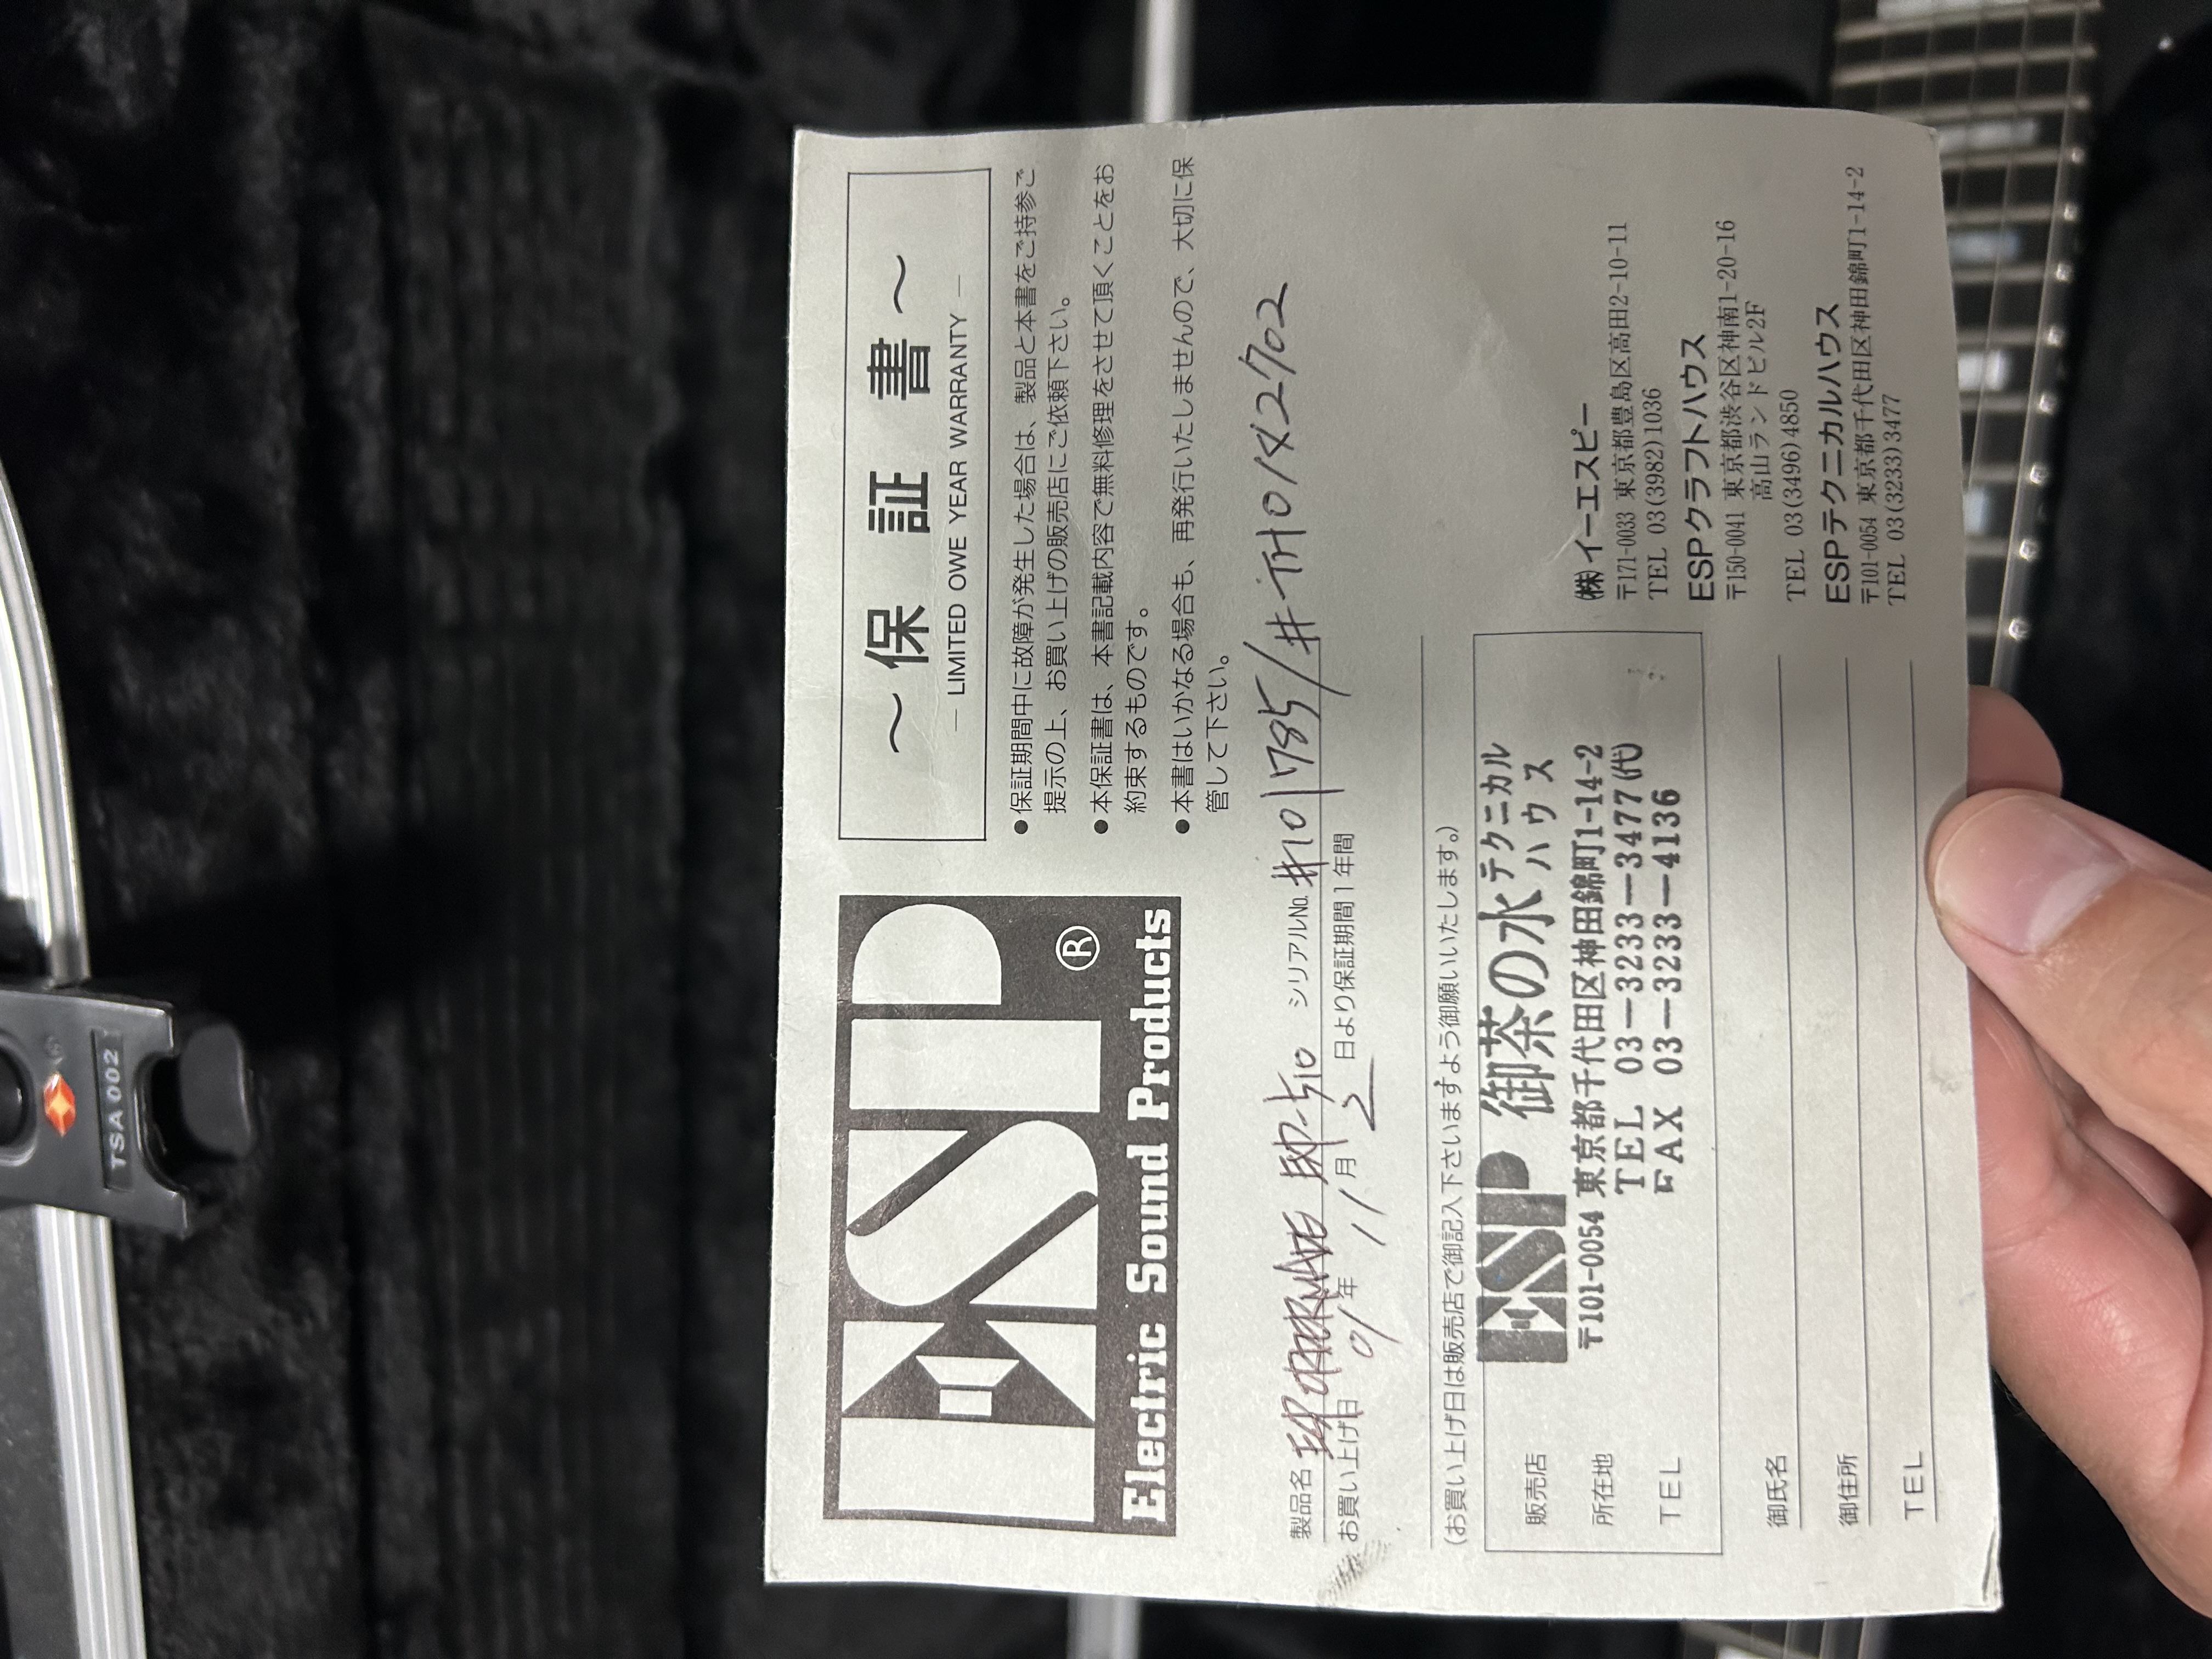 ESP®
Electric Sound Products
〜保証書〜
— LIMITED OWE YEAR WARRANTY —
●保証期間中に故障が発生した場合は、製品と本書をご持参ご
提示の上、お買い上げの販売店にご依頼下さい。
●本保証書は、本書記載内容で無料修理をさせて頂くことをお
約束するものです。
●本書はいかなる場合も、再発行いたしませんので、大切に保
管して下さい。
製品名 ESP シリアル№ #101785/#TH0142702
お買い上げ日 01年 11月 2日より保証期間1年間
(お買い上げ日は販売店で御記入下さいますよう御願いいたします。)
販売店 ESP 御茶の水テクニカルハウス
所在地 〒101-0054 東京都千代田区神田錦町1-14-2
TEL TEL 03-3233-3477(代)
FAX 03-3233-4136
御氏名
御住所
TEL
㈱イーエスピー
〒171-0033 東京都豊島区高田2-10-11
TEL 03(3982)1036
ESPクラフトハウス
〒150-0041 東京都渋谷区神南1-20-16
高山ランドビル2F
TEL 03(3496)4850
ESPテクニカルハウス
〒101-0054 東京都千代田区神田錦町1-14-2
TEL 03(3233)3477
TSA 002